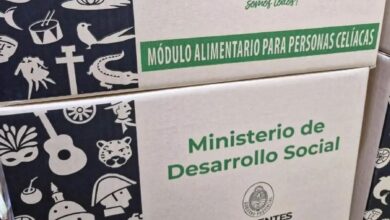 somos todos!
MÓDULO ALIMENTARIO PARA PERSONAS CELÍACAS
Ministerio de
Desarrollo Social